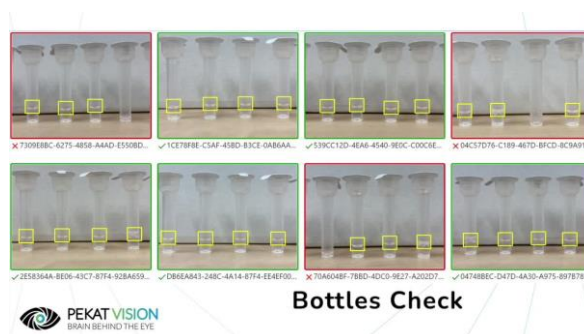 7309E8BC-6275-4858-A4AD-E550BD...
1CE78F8E-C5AF-458D-B3CE-0AB6AA...
539CC12D-4EA6-4540-9E0C-C00C6E...
04C57D76-C189-467D-BFCD-8C9A91
2E58364A-BE06-43C7-87F4-92BA659...
DB6EA843-248C-4A14-87F4-EE4EF00...
70A604BF-7BBD-4DC0-9E27-A202D7...
04748BEC-D47D-4A30-A975-897B78
Bottles Check
PEKAT VISION
BRAIN BEHIND THE EYE